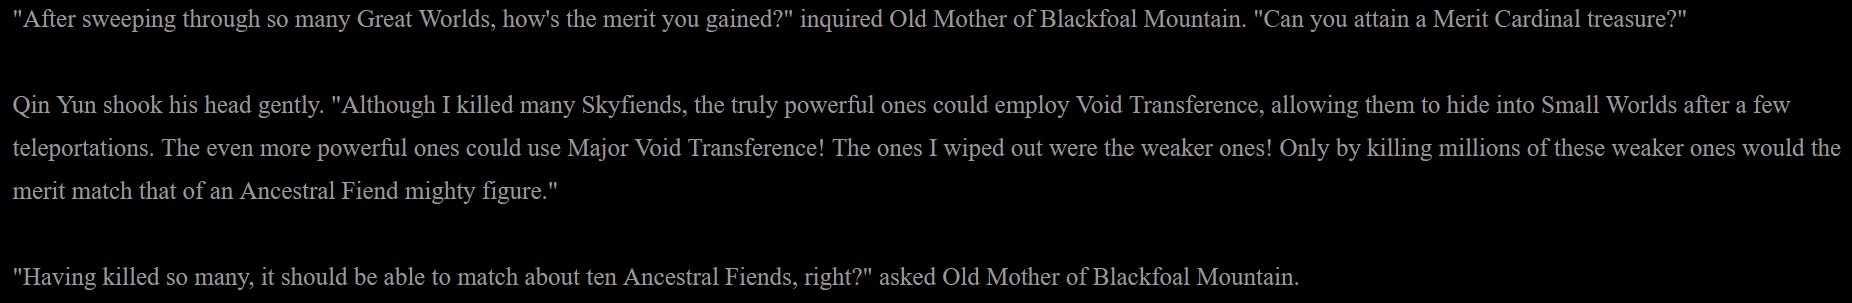 "After sweeping through so many Great Worlds, how's the merit you gained?" inquired Old Mother of Blackfoal Mountain. "Can you attain a Merit Cardinal treasure?"
Qin Yun shook his head gently. "Although I killed many Skyfiends, the truly powerful ones could employ Void Transference, allowing them to hide into Small Worlds after a few
teleportations. The even more powerful ones could use Major Void Transference! The ones I wiped out were the weaker ones! Only by killing millions of these weaker ones would the
merit match that of an Ancestral Fiend mighty figure."
"Having killed so many, it should be able to match about ten Ancestral Fiends, right?" asked Old Mother of Blackfoal Mountain.